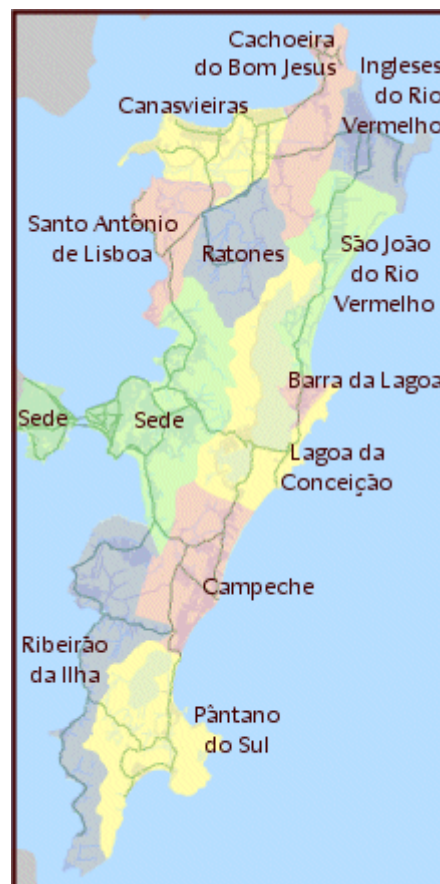 Cachoeira
do Bom Jesus
Ingleses
do Rio
Vermelho
Canasvieiras
Santo Antônio
de Lisboa
Ratones
São João
do Rio
Vermelho
Barra da Lagoa
Sede
Sede
Lagoa da
Conceição
Campeche
Ribeirão
da Ilha
Pântano
do Sul